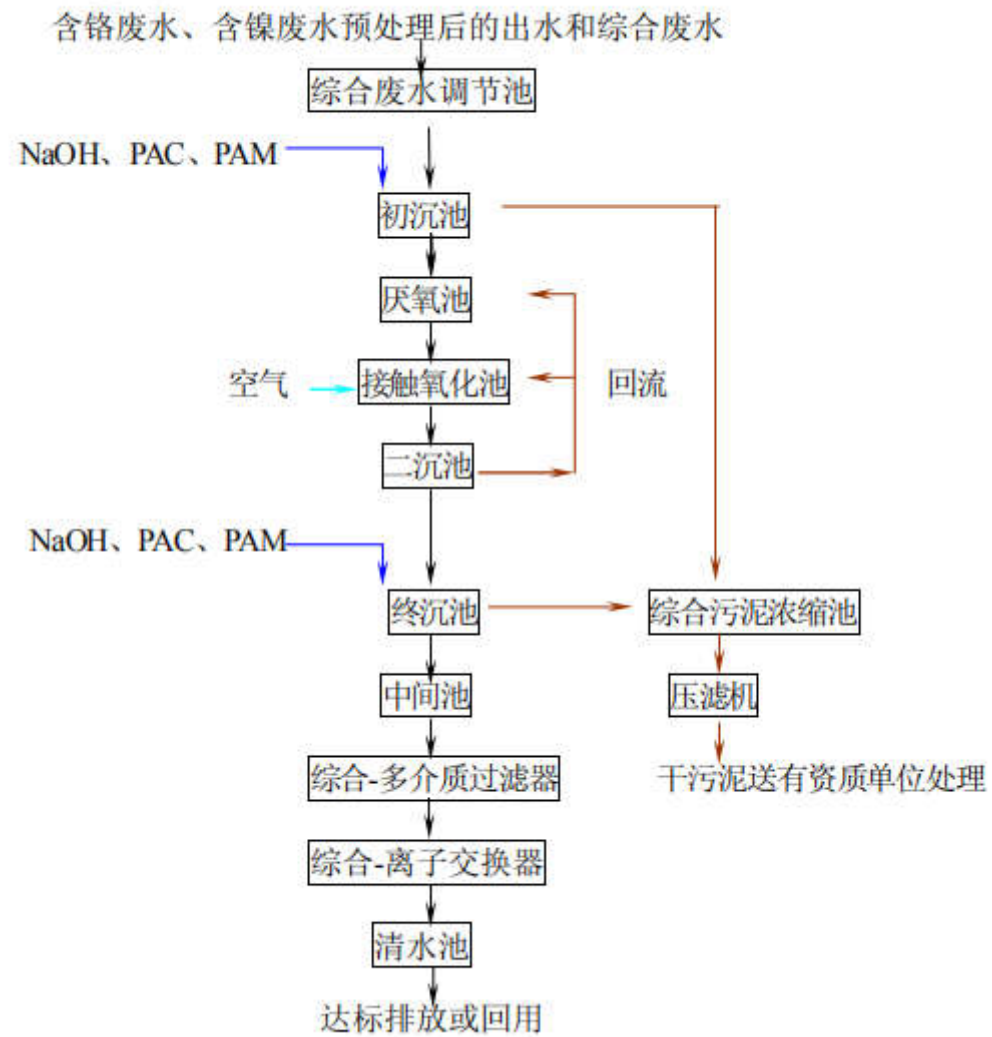 含铬废水、含镍废水预处理后的出水和综合废水
综合废水调节池
NaOH、PAC、PAM
初沉池
厌氧池
空气
接触氧化池
回流
二沉池
NaOH、PAC、PAM
终沉池
综合污泥浓缩池
中间池
压滤机
综合-多介质过滤器
干污泥送有资质单位处理
综合-离子交换器
清水池
达标排放或回用